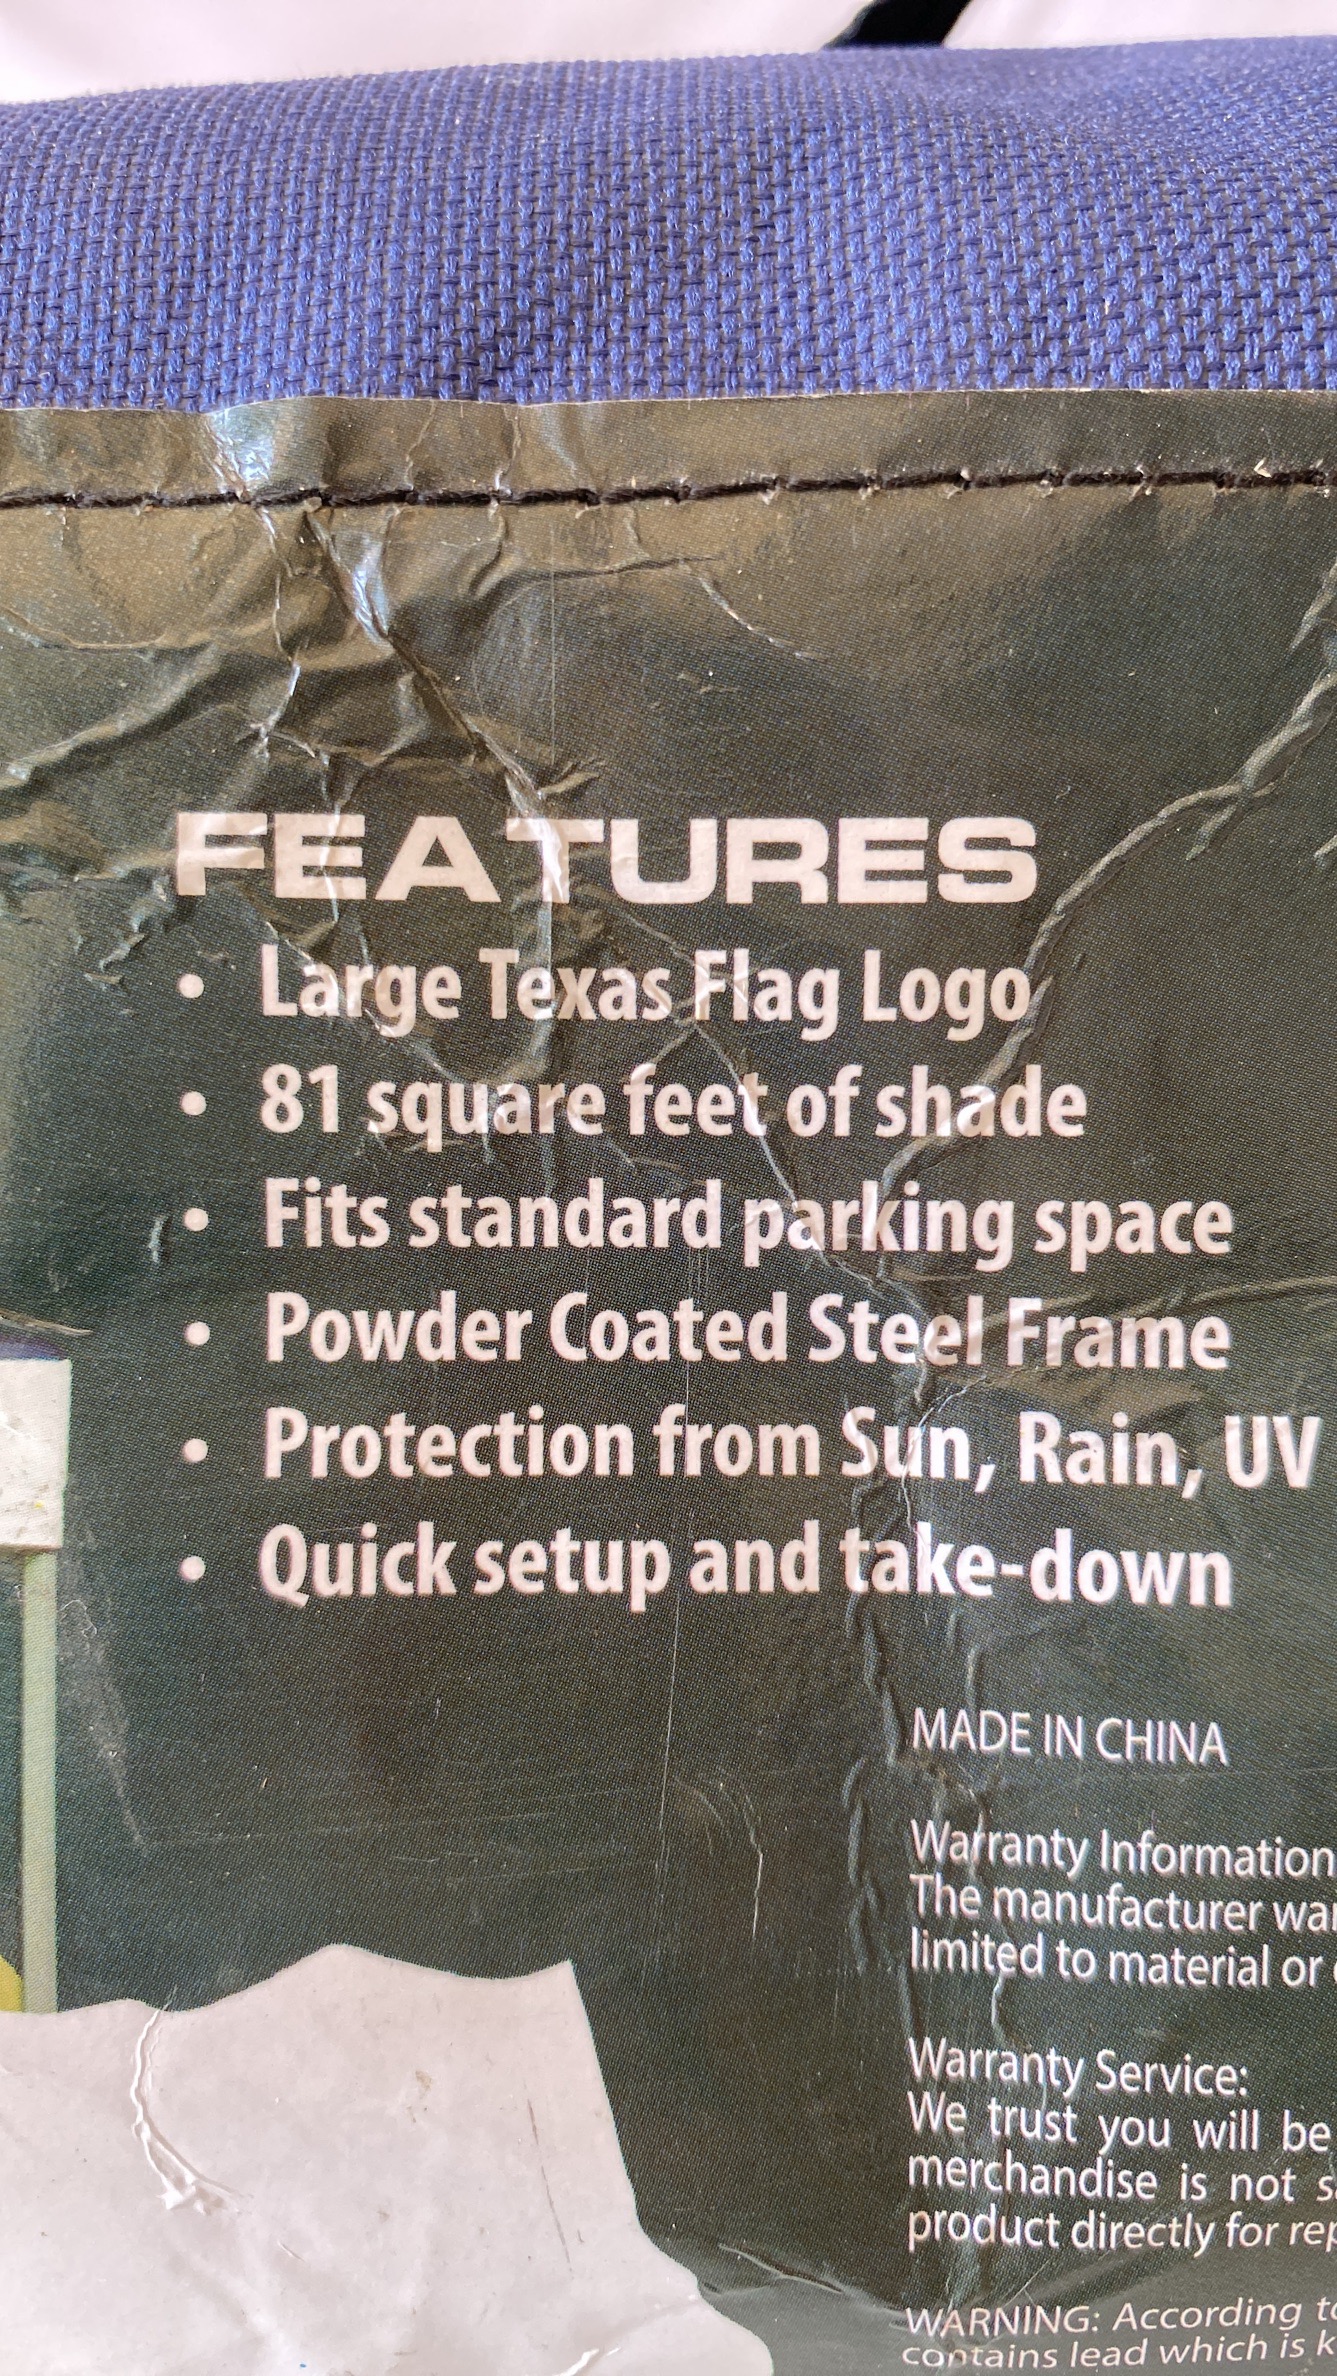 FEATURES
• Large Texas Flag Logo
• 81 square feet of shade
• Fits standard parking space
• Powder Coated Steel Frame
• Protection from Sun, Rain, UV
• Quick setup and take-down
MADE IN CHINA
Warranty Information
The manufacturer
limited to material or
Warranty Service:
We trust you will be
merchandise is not
product directly for
WARNING: According
contains lead which is